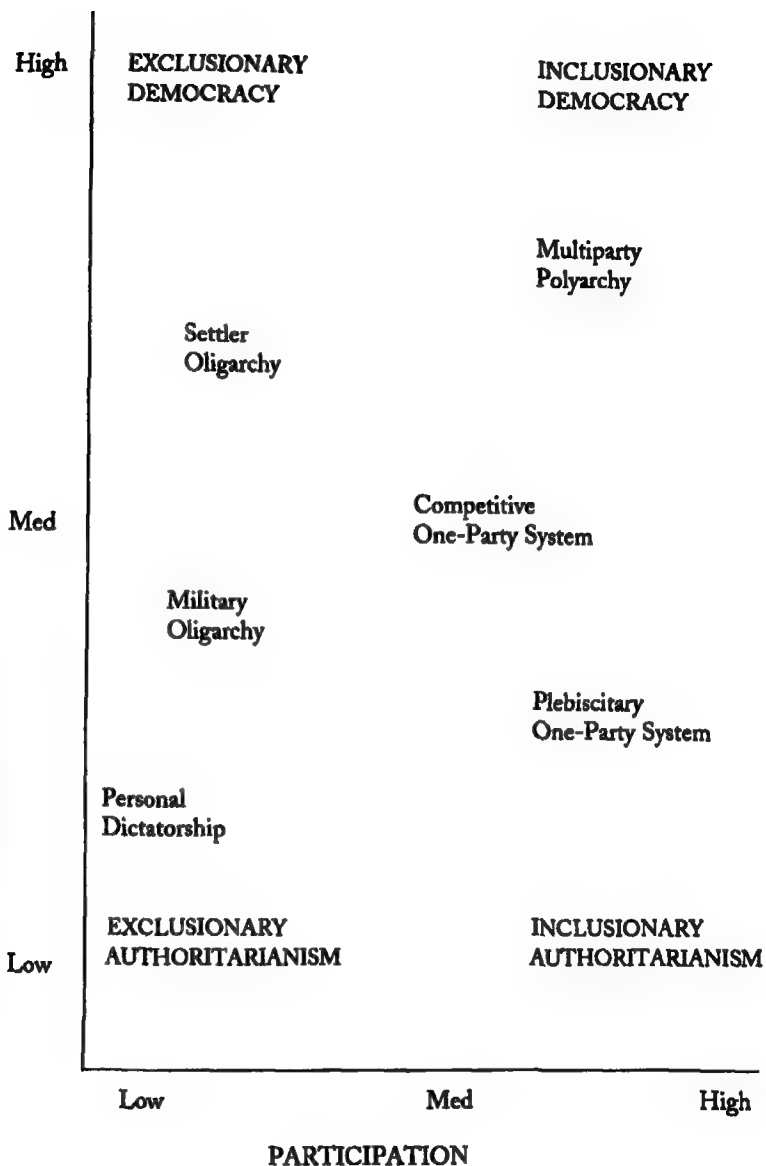 High
EXCLUSIONARY
DEMOCRACY
INCLUSIONARY
DEMOCRACY
Multiparty
Polyarchy
Settler
Oligarchy
Med
Competitive
One-Party System
Military
Oligarchy
Plebiscitary
One-Party System
Personal
Dictatorship
Low
EXCLUSIONARY
AUTHORITARIANISM
INCLUSIONARY
AUTHORITARIANISM
Low
Med
High
PARTICIPATION